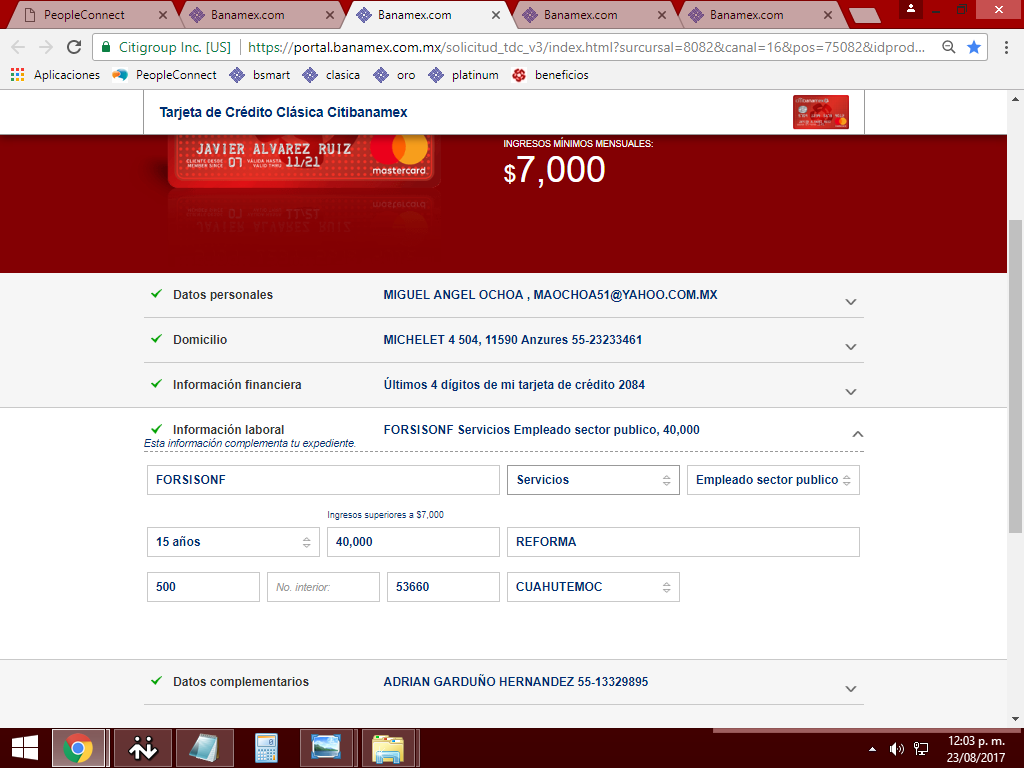 PeopleConnect
Banamex.com
Banamex.com
Banamex.com
Banamex.com
Citigroup Inc. [US] https://portal.banamex.com.mx/solicitud_tdc_v3/index.html?surcursal=8082&canal=16&pos=75082&idprod...
Aplicaciones PeopleConnect bsmart clasica oro platinum beneficios
Tarjeta de Crédito Clásica Citibanamex
JAVIER ALVAREZ RUIZ
CLIENTE DESDE
MEMBER SINCE
07
VÁLIDA HASTA
VALID THRU
11/21
mastercard
INGRESOS MÍNIMOS MENSUALES:
$7,000
Datos personales MIGUEL ANGEL OCHOA , MAOCHOA51@YAHOO.COM.MX
Domicilio MICHELET 4 504, 11590 Anzures 55-23233461
Información financiera Últimos 4 dígitos de mi tarjeta de crédito 2084
Información laboral FORSISONF Servicios Empleado sector publico, 40,000
Esta información complementa tu expediente.
FORSISONF Servicios Empleado sector publico
Ingresos superiores a $7,000
15 años 40,000 REFORMA
500 No. interior: 53660 CUAHUTEMOC
Datos complementarios ADRIAN GARDUÑO HERNANDEZ 55-13329895
12:03 p. m.
23/08/2017